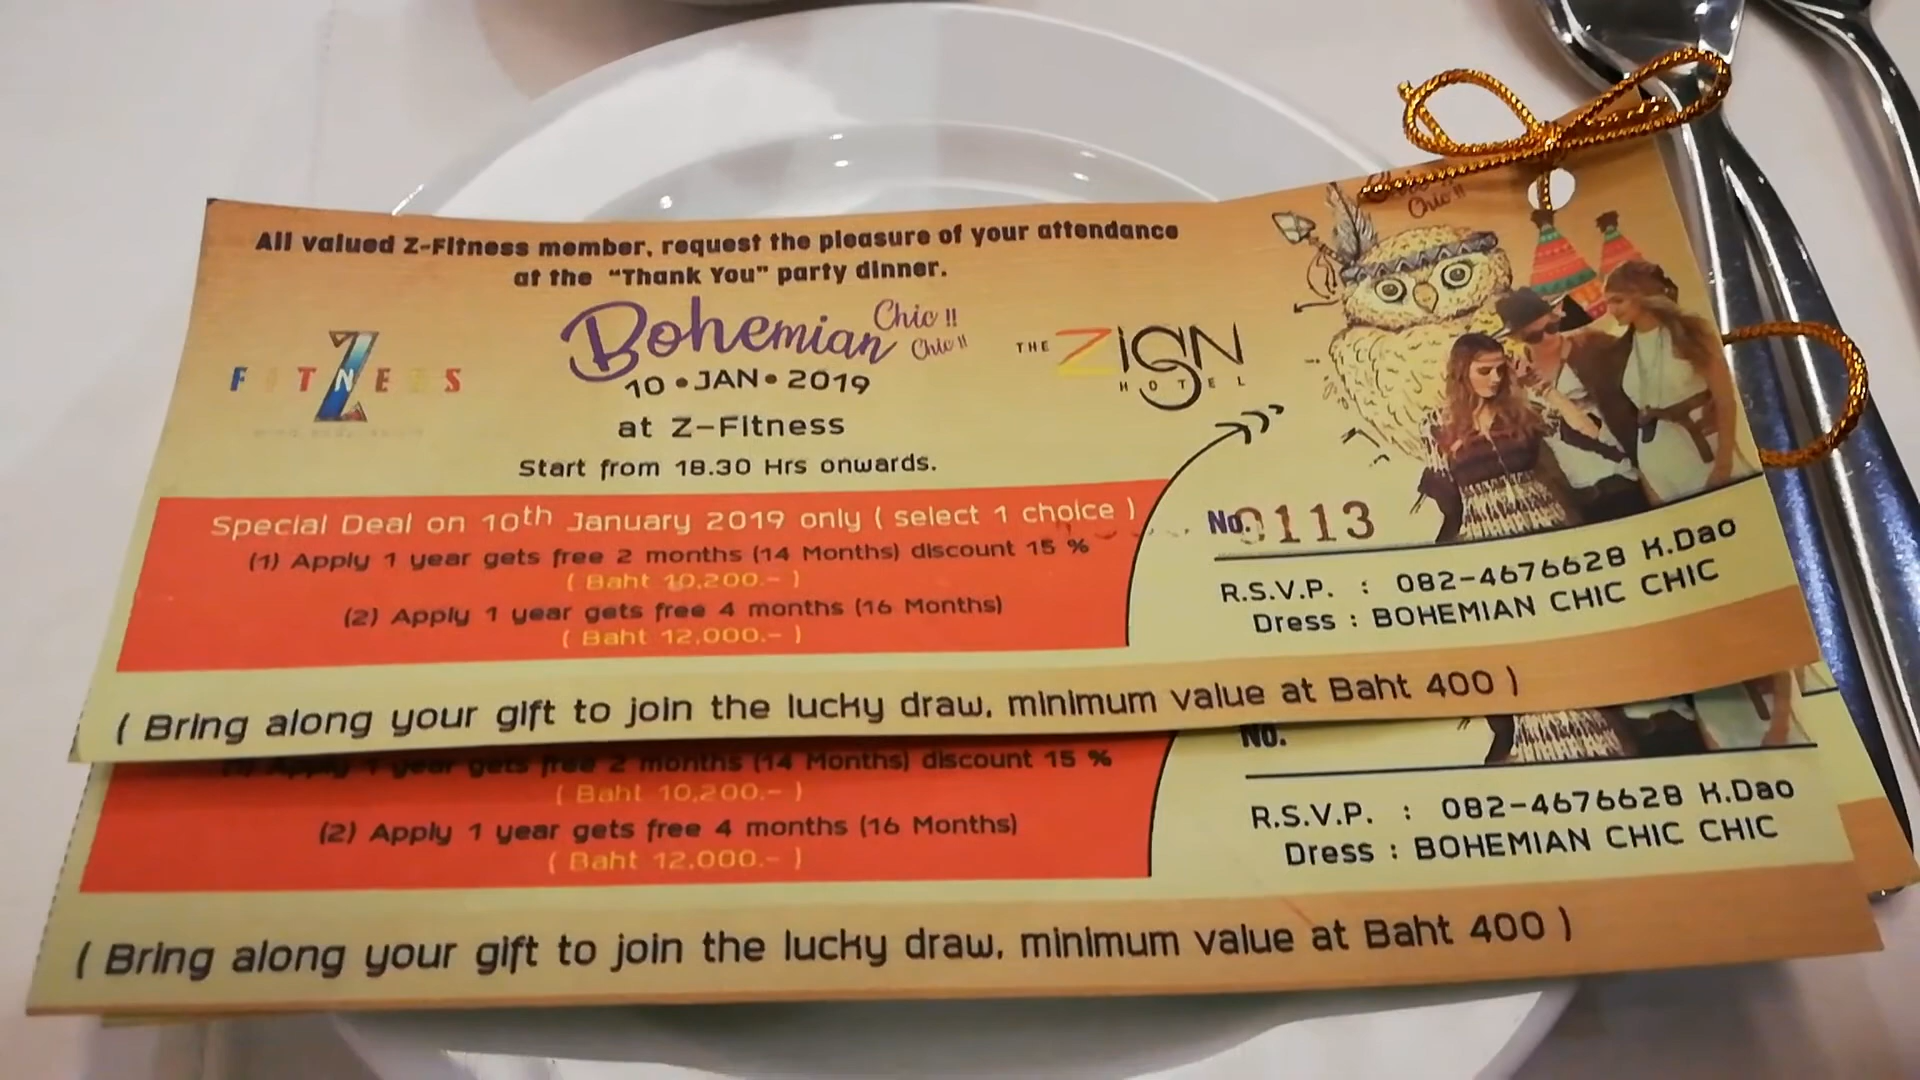 All valued Z-Fitness member, request the pleasure of your attendance
at the "Thank You" party dinner.
Chic !!
Chic !!
Bohemian Chic !!
Chic !!
FITNESS
Z
THE ZIGN
HOTEL
10 • JAN • 2019
at Z-Fitness
Start from 18.30 Hrs onwards.
Special Deal on 10th January 2019 only ( select 1 choice )
(1) Apply 1 year gets free 2 months (14 Months) discount 15 %
( Baht 10,200.- )
(2) Apply 1 year gets free 4 months (16 Months)
( Baht 12,000.- )
No. 0113
R.S.V.P. : 082-4676628 K.Dao
Dress : BOHEMIAN CHIC CHIC
( Bring along your gift to join the lucky draw, minimum value at Baht 400 )
(1) Apply 1 year gets free 2 months (14 Months) discount 15 %
( Baht 10,200.- )
(2) Apply 1 year gets free 4 months (16 Months)
( Baht 12,000.- )
No.
R.S.V.P. : 082-4676628 K.Dao
Dress : BOHEMIAN CHIC CHIC
( Bring along your gift to join the lucky draw, minimum value at Baht 400 )